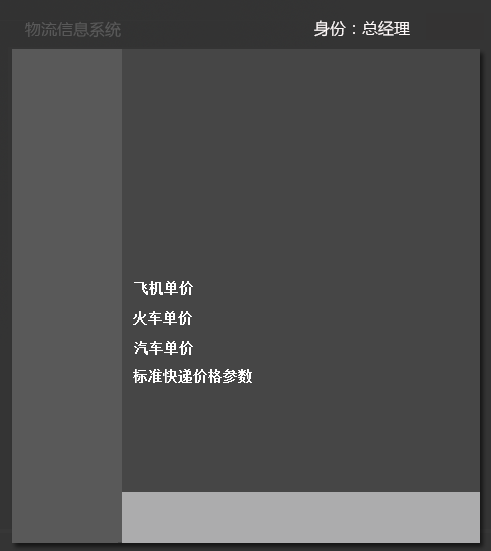 物流信息系统
身份：总经理
飞机单价
火车单价
汽车单价
标准快递价格参数